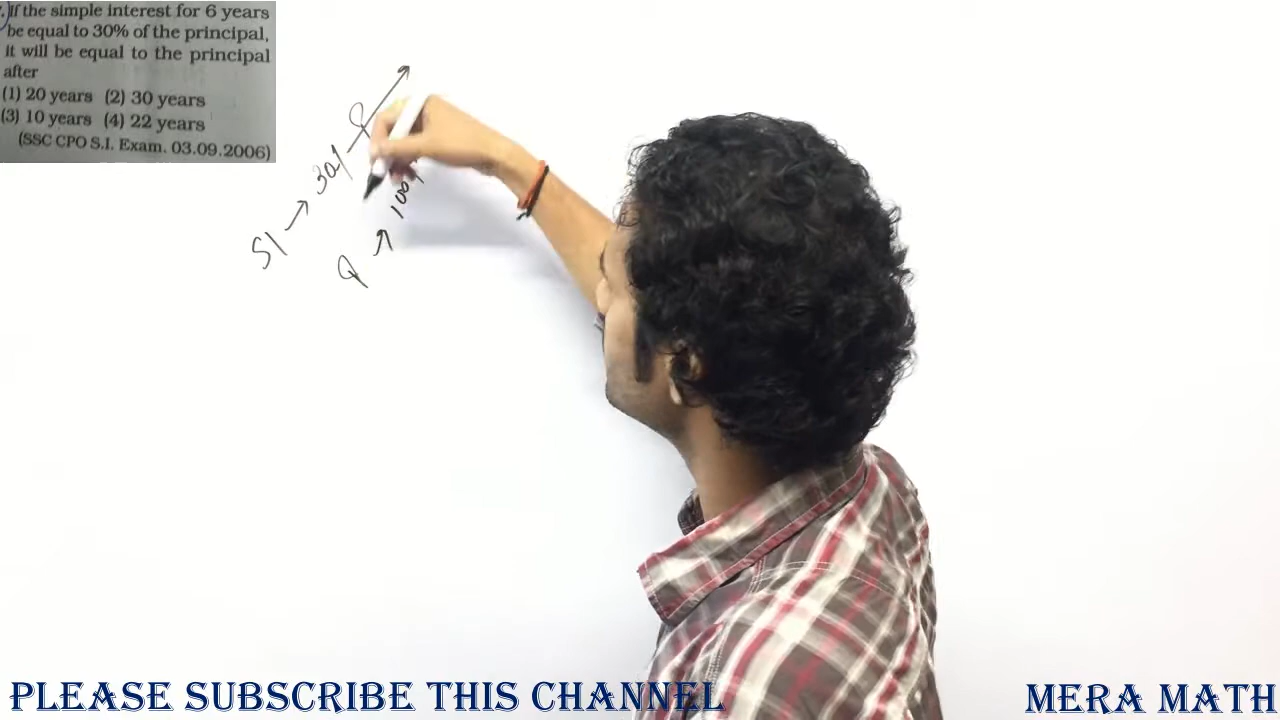 If the simple interest for 6 years
be equal to 30% of the principal,
it will be equal to the principal
after
(1) 20 years (2) 30 years
(3) 10 years (4) 22 years
(SSC CPO S.I. Exam. 03.09.2006)
SI → 30%
P → 100
PLEASE SUBSCRIBE THIS CHANNEL
MERA MATH